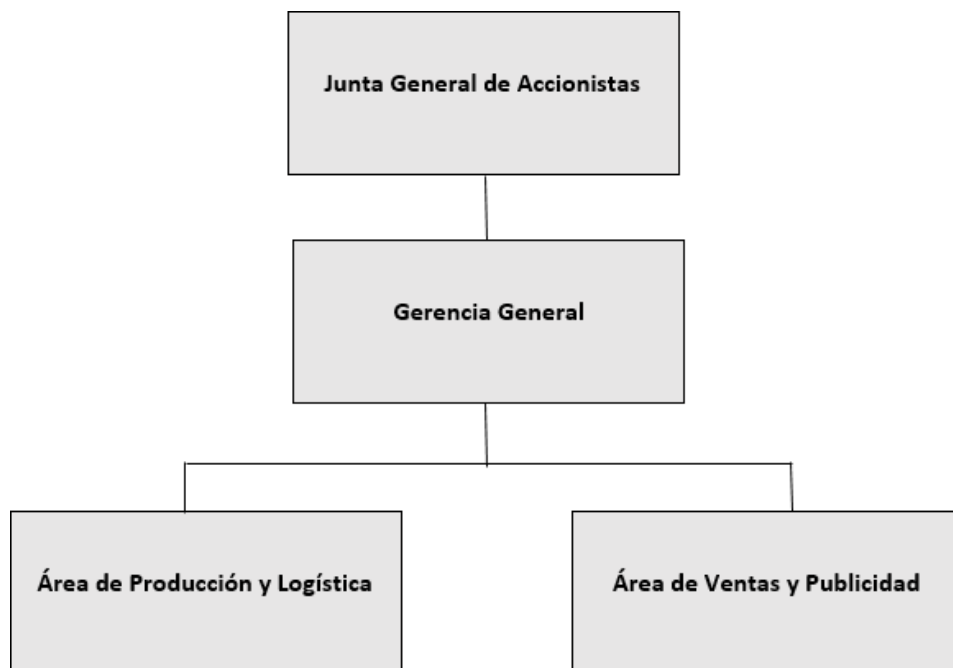 Junta General de Accionistas
Gerencia General
Área de Producción y Logística
Área de Ventas y Publicidad